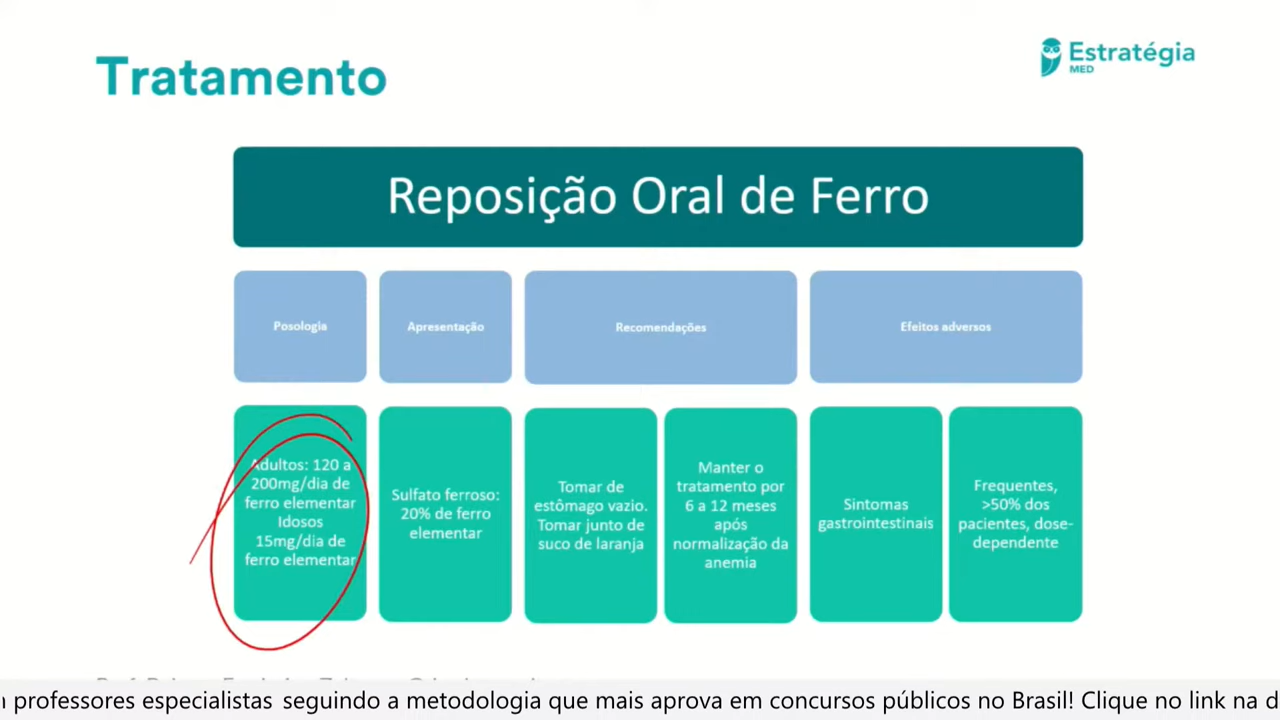 Tratamento
Estratégia
MED
Reposição Oral de Ferro
Posologia
Apresentação
Recomendações
Efeitos adversos
Adultos: 120 a
200mg/dia de
ferro elementar
Idosos
15mg/dia de
ferro elementar
Sulfato ferroso:
20% de ferro
elementar
Tomar de
estômago vazio.
Tomar junto de
suco de laranja
Manter o
tratamento por
6 a 12 meses
após
normalização da
anemia
Sintomas
gastrointestinais
Frequentes,
>50% dos
pacientes, dose-
dependente
professores especialistas seguindo a metodologia que mais aprova em concursos públicos no Brasil! Clique no link na d